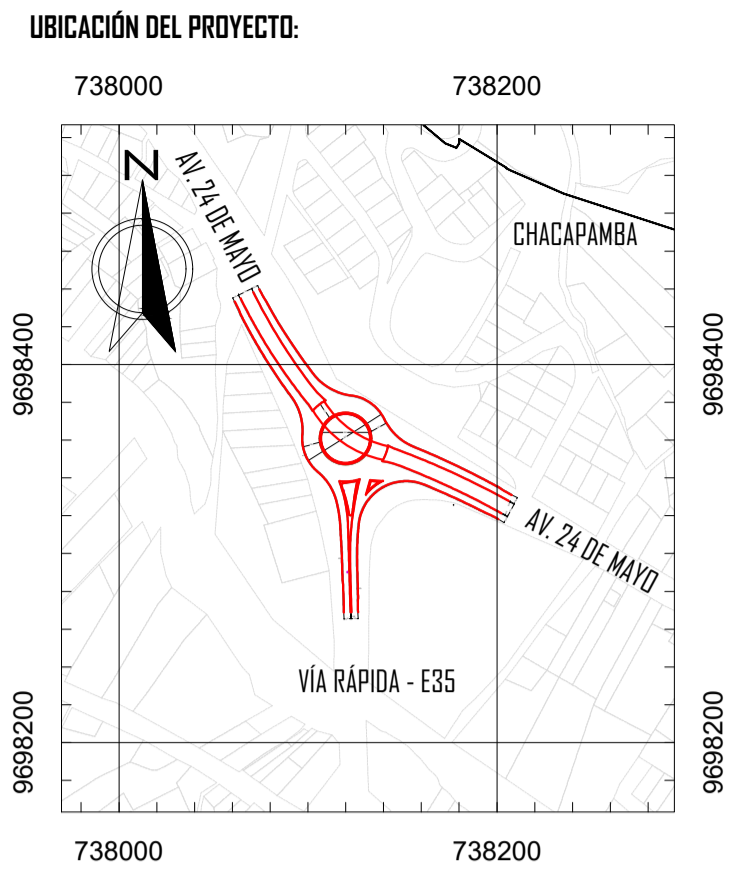 UBICACIÓN DEL PROYECTO:
738000
738200
N
AV. 24 DE MAYO
CHACAPAMBA
9698400
9698400
AV. 24 DE MAYO
VÍA RÁPIDA - E35
9698200
9698200
738000
738200